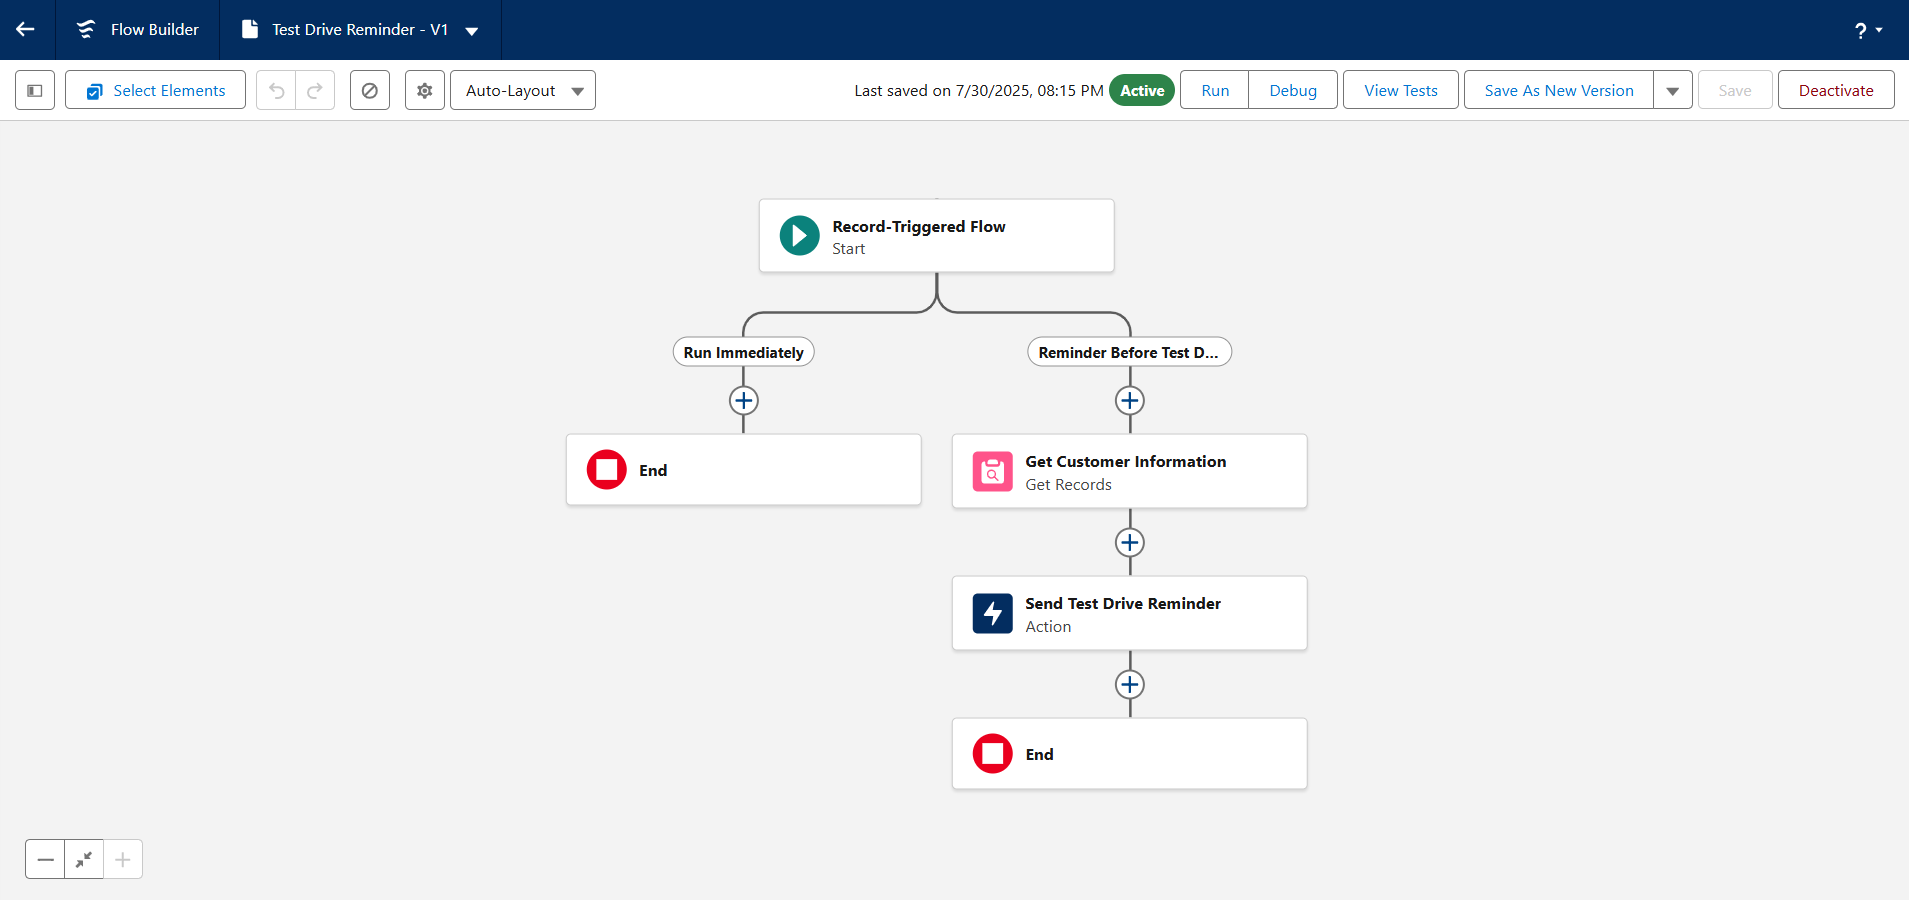 Flow Builder
Test Drive Reminder - V1
?
Select Elements
Auto-Layout
Last saved on 7/30/2025, 08:15 PM
Active
Run
Debug
View Tests
Save As New Version
Save
Deactivate
Record-Triggered Flow
Start
Run Immediately
Reminder Before Test D...
End
Get Customer Information
Get Records
Send Test Drive Reminder
Action
End